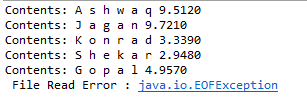 Contents: A s h w a q 9.5120
Contents: J a g a n 9.7210
Contents: K o n r a d 3.3390
Contents: S h e k a r 2.9480
Contents: G o p a l 4.9570
File Read Error : java.io.EOFException